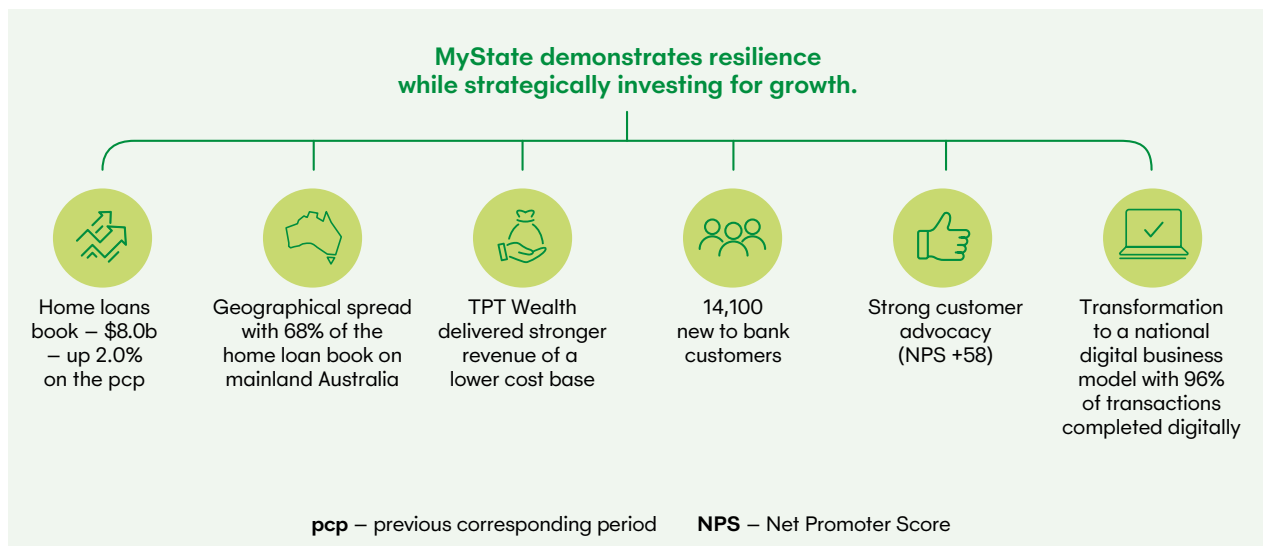 MyState demonstrates resilience
while strategically investing for growth.
Home loans
book – $8.0b
– up 2.0%
on the pcp
Geographical spread
with 68% of the
home loan book on
mainland Australia
TPT Wealth
delivered stronger
revenue of a
lower cost base
14,100
new to bank
customers
Strong customer
advocacy
(NPS +58)
Transformation
to a national
digital business
model with 96%
of transactions
completed digitally
pcp – previous corresponding period NPS – Net Promoter Score